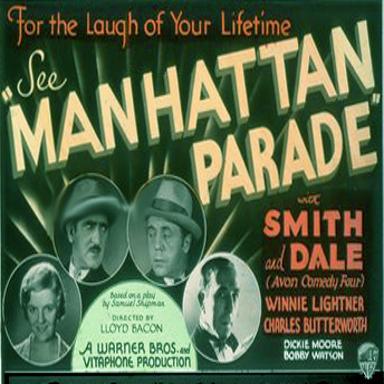 For the Laugh of Your Lifetime
See
"MANHATTAN
PARADE"
with
SMITH
and DALE
(Avon Comedy Four)
WINNIE LIGHTNER
CHARLES BUTTERWORTH
DICKIE MOORE
BOBBY WATSON
Based on a play
by Samuel Shipman
DIRECTED BY
LLOYD BACON
A WARNER BROS. and
VITAPHONE PRODUCTION